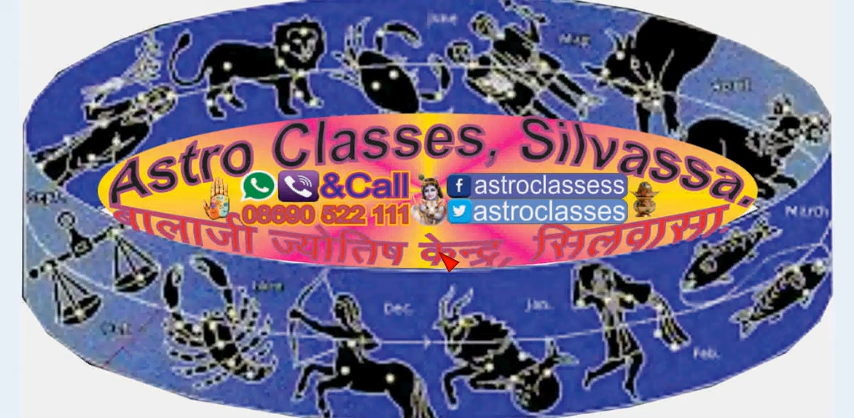 June
May
April
Astro Classes, Silvassa.
&Call
astroclassess
08690 522 111
astroclasses
Sept.
March
बालाजी ज्योतिष केन्द्र, सिलवासा
Oct.
Nov.
Dec.
Jan.
Feb.